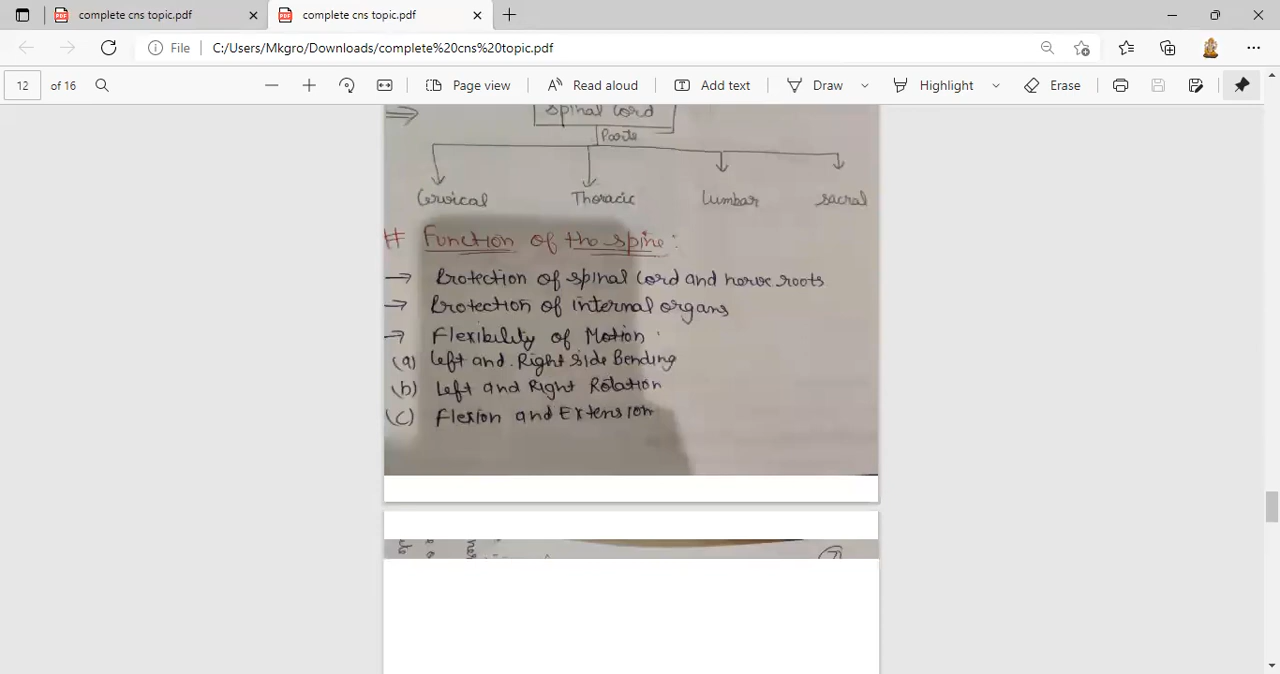 complete cns topic.pdf
complete cns topic.pdf
File
C:/Users/Mkgro/Downloads/complete%20cns%20topic.pdf
12 of 16
Page view
Read aloud
Add text
Draw
Highlight
Erase
Spinal Cord
Parts
Cervical Thoracic Lumbar Sacral
# Function of the spine:
→ Protection of spinal Cord and nerve roots
→ Protection of internal organs
→ Flexibility of Motion
(a) Left and Right side Bending
(b) Left and Right Rotation
(c) Flexion and Extension
(7)